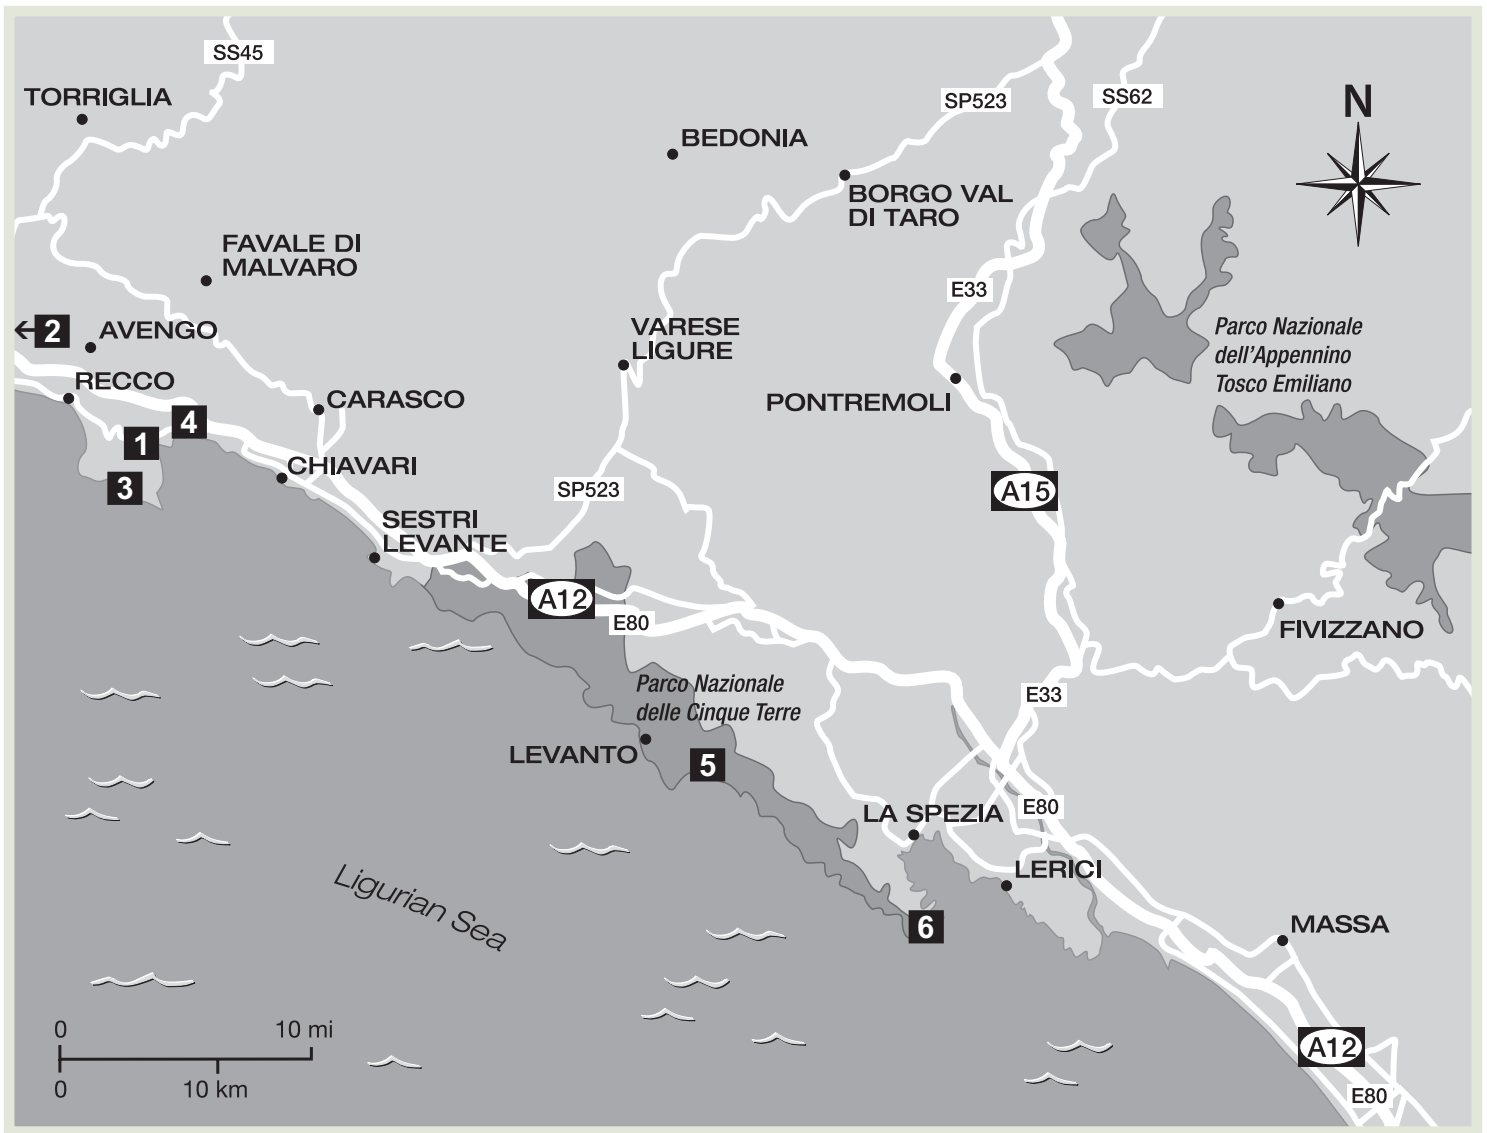 SS45
TORRIGLIA
SP523
SS62
N
BEDONIA
BORGO VAL
DI TARO
FAVALE DI
MALVARO
E33
←2
AVENGO
VARESE
LIGURE
Parco Nazionale
dell'Appennino
Tosco Emiliano
RECCO
CARASCO
PONTREMOLI
4
1
CHIAVARI
3
SP523
A15
SESTRI
LEVANTE
A12
E80
FIVIZZANO
Parco Nazionale
delle Cinque Terre
E33
LEVANTO
5
E80
LA SPEZIA
LERICI
Ligurian Sea
6
MASSA
0 10 mi
0 10 km
A12
E80